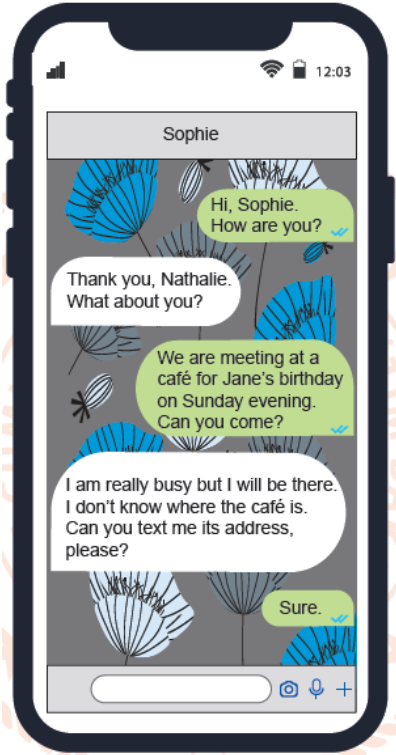 12:03
Sophie
Hi, Sophie.
How are you?
Thank you, Nathalie.
What about you?
We are meeting at a
café for Jane's birthday
on Sunday evening.
Can you come?
I am really busy but I will be there.
I don't know where the café is.
Can you text me its address,
please?
Sure.